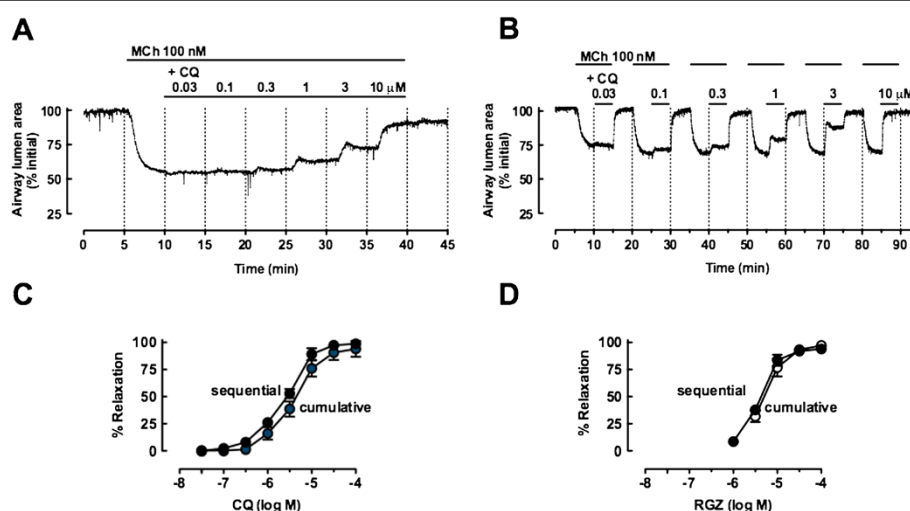 A
MCh 100 nM
+ CQ
0.03 0.1 0.3 1 3 10 μM
Airway lumen area
(% initial)
100
75
50
25
0 5 10 15 20 25 30 35 40 45
Time (min)
B
MCh 100 nM
+ CQ
0.03 0.1 0.3 1 3 10 μM
Airway lumen area
(% initial)
100
75
50
25
0 10 20 30 40 50 60 70 80 90
Time (min)
C
% Relaxation
100
75
50
25
0
sequential
cumulative
-8 -7 -6 -5 -4
CQ (log M)
D
% Relaxation
100
75
50
25
0
sequential
cumulative
-8 -7 -6 -5 -4
RGZ (log M)